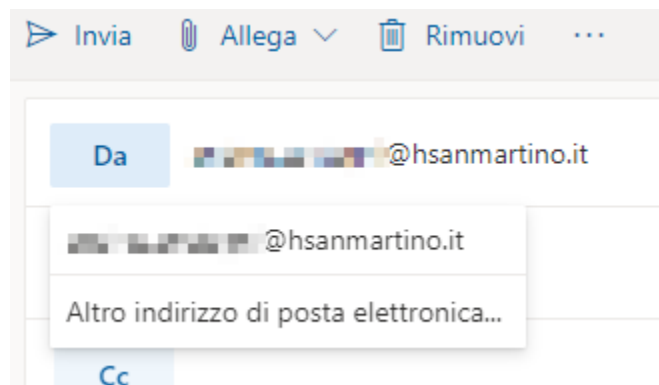 Invia Allega Rimuovi ...
Da @hsanmartino.it
@hsanmartino.it
Altro indirizzo di posta elettronica...
Cc